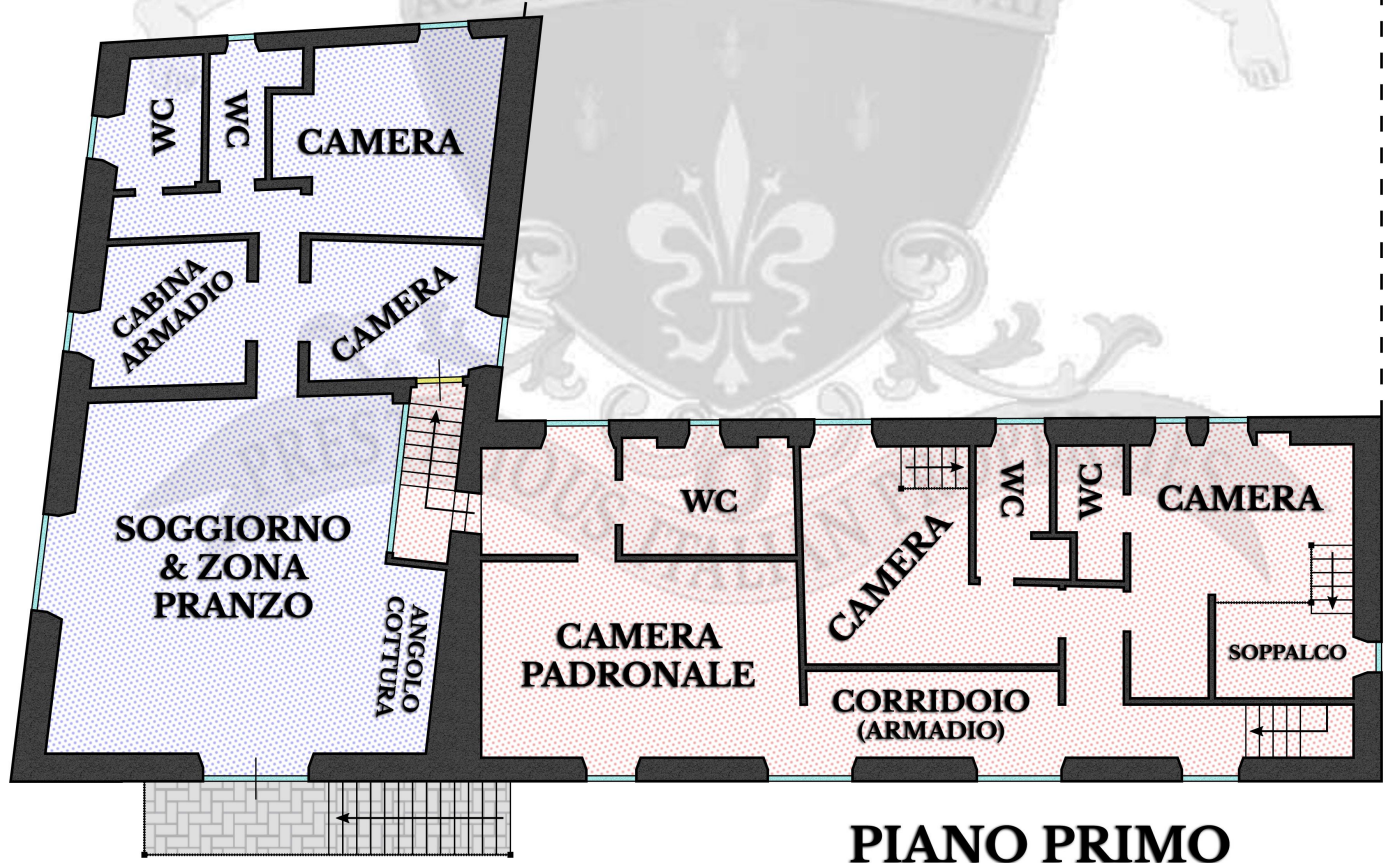 WC
WC
CAMERA
CABINA
ARMADIO
CAMERA
SOGGIORNO
& ZONA
PRANZO
ANGOLO
COTTURA
WC
CAMERA
PADRONALE
CAMERA
WC
WC
CAMERA
SOPPALCO
CORRIDOIO
(ARMADIO)
PIANO PRIMO